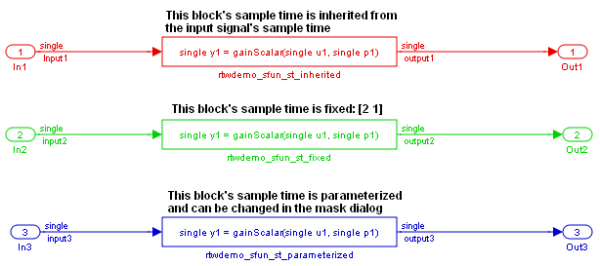 This block's sample time is inherited from
the input signal's sample time
single
single
1
single y1 = gainScalar(single u1, single p1)
1
Input1
output1
In1
rtwdemo_sfun_st_inherited
Out1
This block's sample time is fixed: [2 1]
single
single
2
single y1 = gainScalar(single u1, single p1)
2
input2
output2
In2
rtwdemo_sfun_st_fixed
Out2
This block's sample time is parameterized
and can be changed in the mask dialog
single
single
3
single y1 = gainScalar(single u1, single p1)
3
input3
output3
In3
rtwdemo_sfun_st_parameterized
Out3